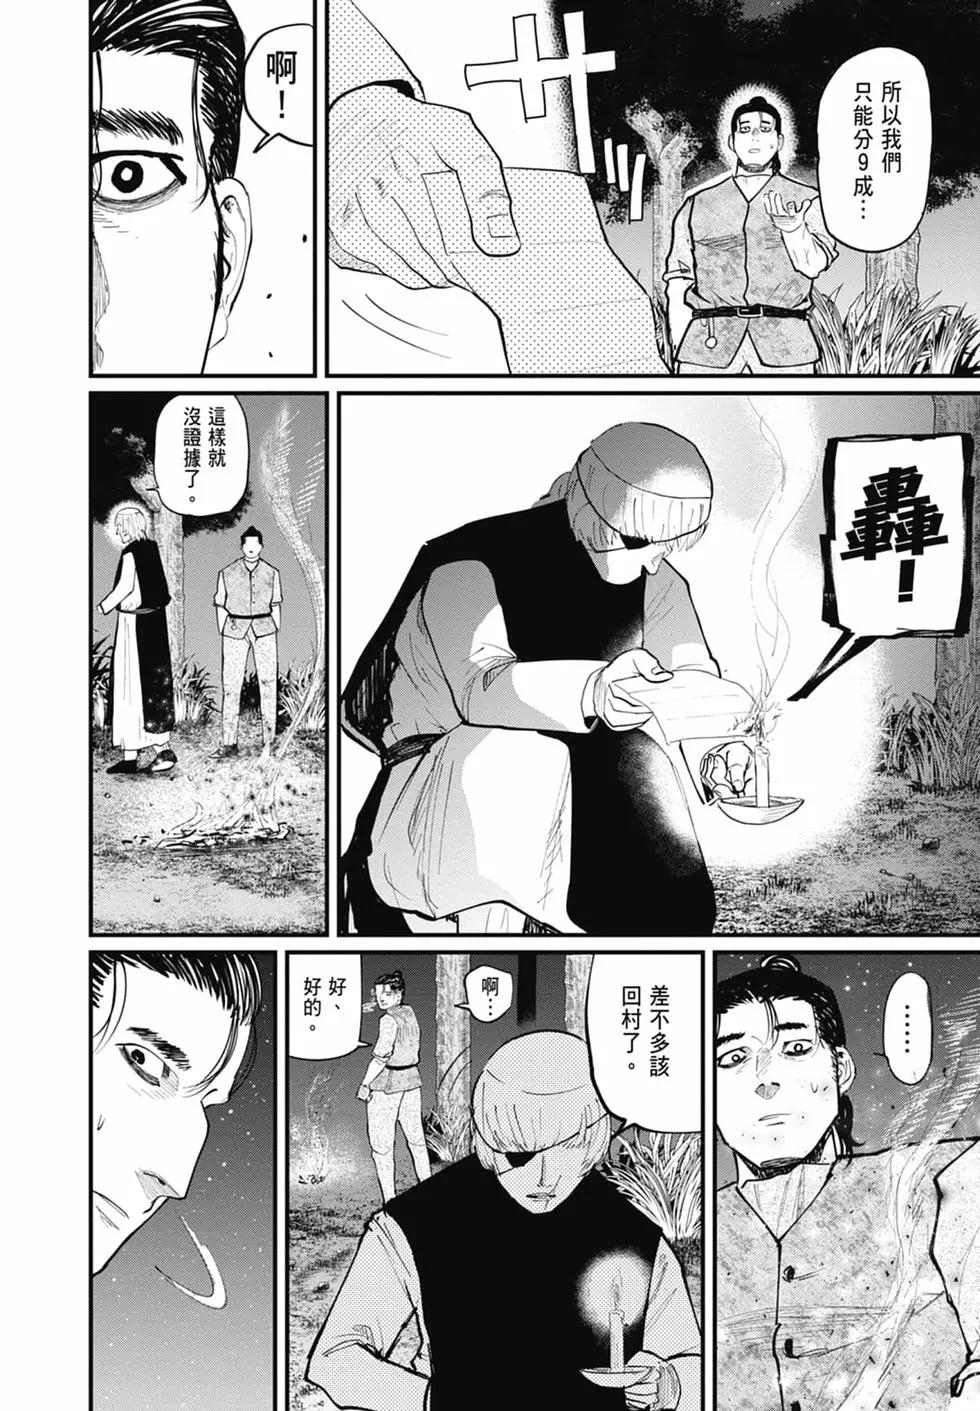 所以我們
只能分9成…
啊！
轟！
這樣就
沒證據了。
……
差不多該
回村了。
啊…
好、
好的。